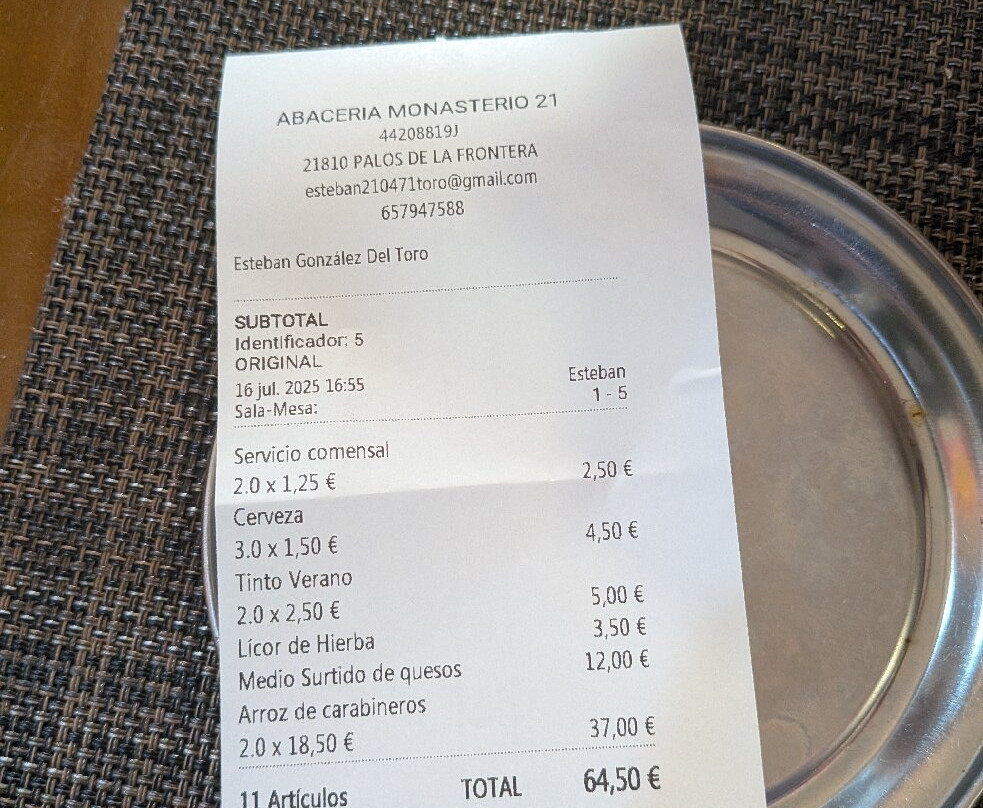 ABACERIA MONASTERIO 21
44208819J
21810 PALOS DE LA FRONTERA
esteban210471toro@gmail.com
657947588
Esteban González Del Toro
SUBTOTAL
Identificador: 5
ORIGINAL
16 jul. 2025 16:55 Esteban
Sala-Mesa: 1 - 5
Servicio comensal
2.0 x 1,25 € 2,50 €
Cerveza
3.0 x 1,50 € 4,50 €
Tinto Verano
2.0 x 2,50 € 5,00 €
Lícor de Hierba 3,50 €
Medio Surtido de quesos 12,00 €
Arroz de carabineros
2.0 x 18,50 € 37,00 €
11 Artículos TOTAL 64,50 €